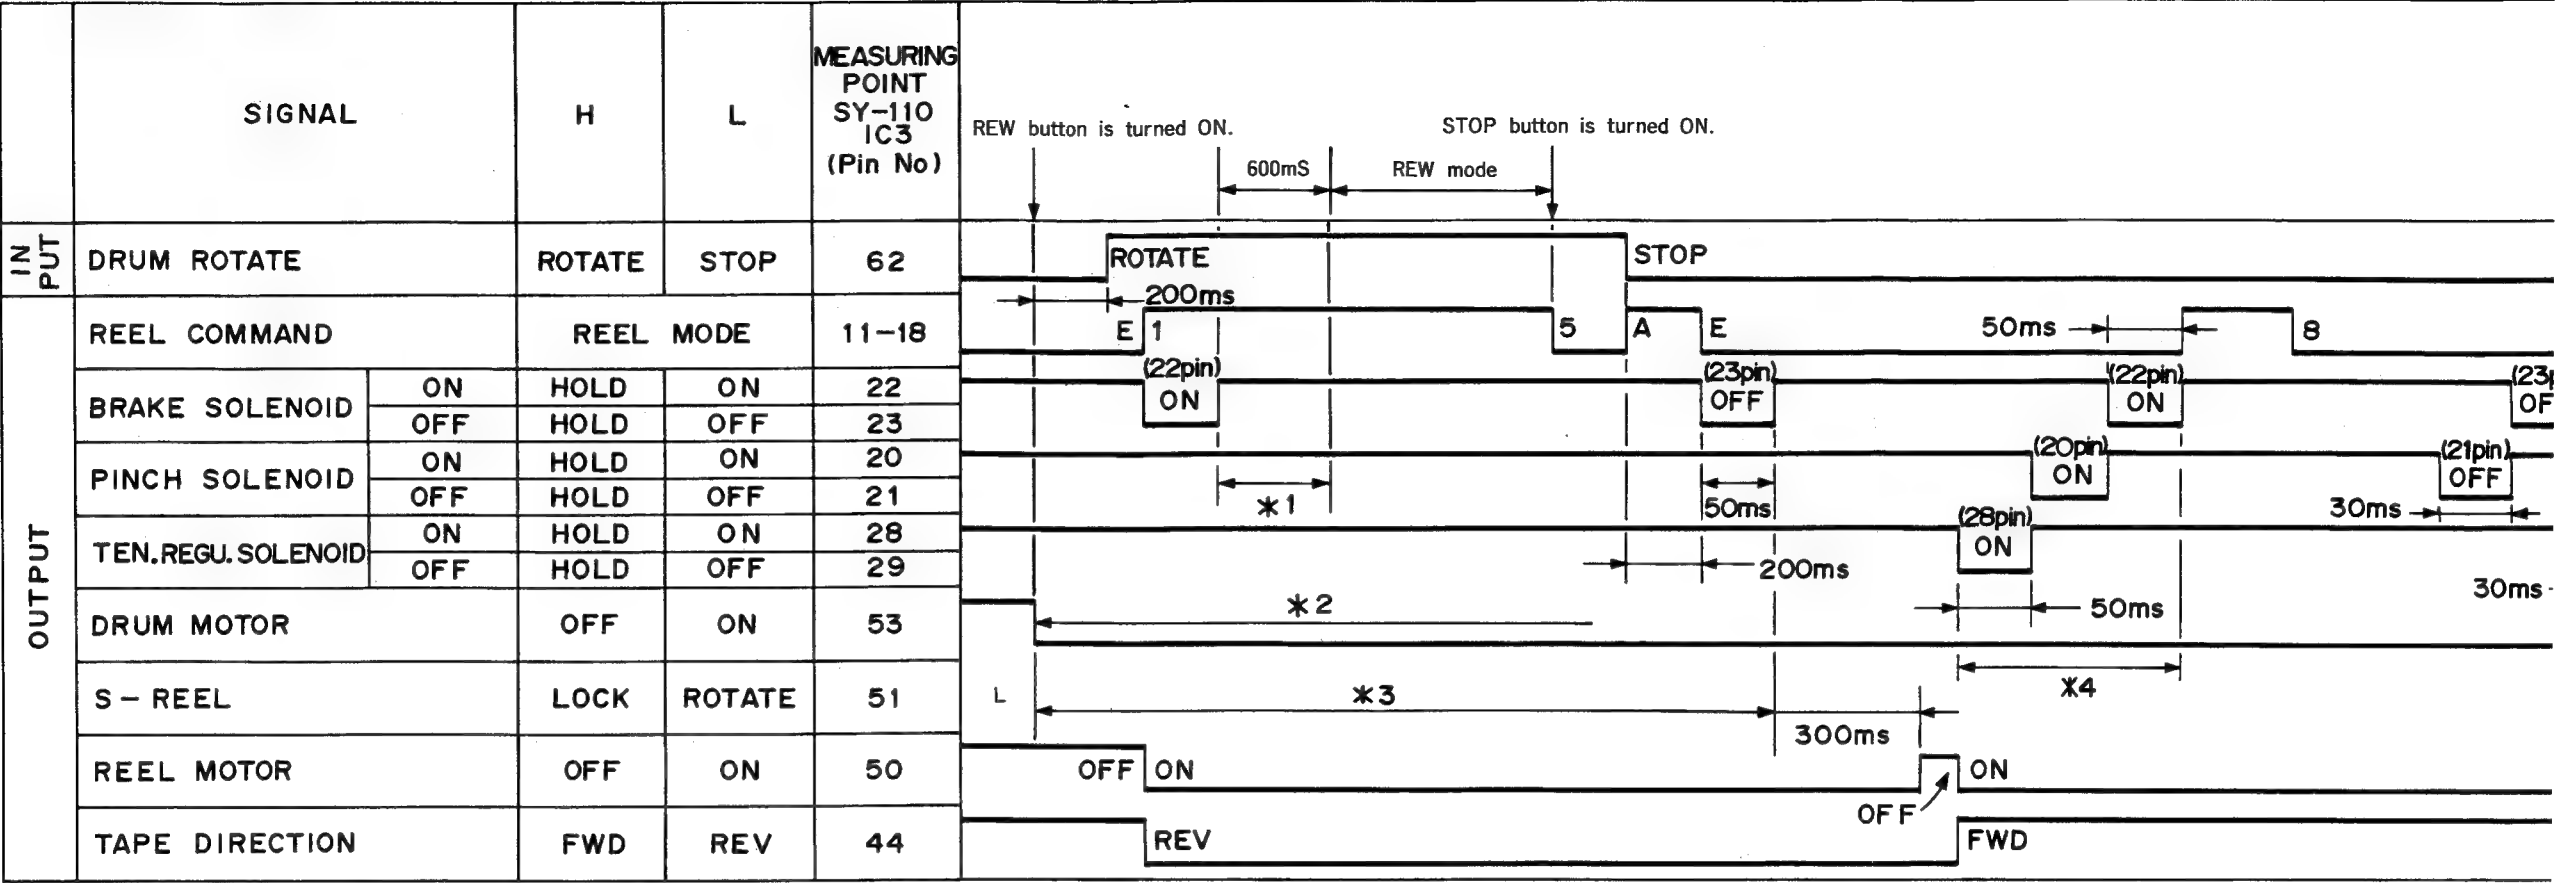 SIGNAL
H
L
MEASURING
POINT
SY-110
IC3
(Pin No)
REW button is turned ON.
STOP button is turned ON.
600mS
REW mode
IN
PUT
DRUM ROTATE
ROTATE
STOP
62
ROTATE
STOP
200ms
OUTPUT
REEL COMMAND
REEL MODE
11-18
E
1
5
A
E
50ms
8
BRAKE SOLENOID
ON
HOLD
ON
22
OFF
HOLD
OFF
23
(22pin)
ON
(23pin)
OFF
(22pin)
ON
(23p
OF
PINCH SOLENOID
ON
HOLD
ON
20
OFF
HOLD
OFF
21
*1
50ms
(20pin)
ON
(21pin)
OFF
30ms
TEN.REGU.SOLENOID
ON
HOLD
ON
28
OFF
HOLD
OFF
29
200ms
(28pin)
ON
30ms
DRUM MOTOR
OFF
ON
53
*2
50ms
S-REEL
LOCK
ROTATE
51
L
*3
300ms
*4
REEL MOTOR
OFF
ON
50
OFF
ON
OFF
ON
TAPE DIRECTION
FWD
REV
44
REV
FWD